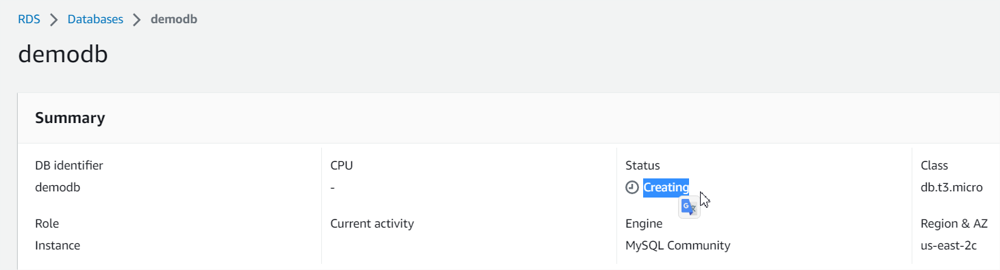 RDS > Databases > demodb
demodb
Summary
DB identifier CPU Status Class
demodb - Creating db.t3.micro
Role Current activity Engine Region & AZ
Instance MySQL Community us-east-2c